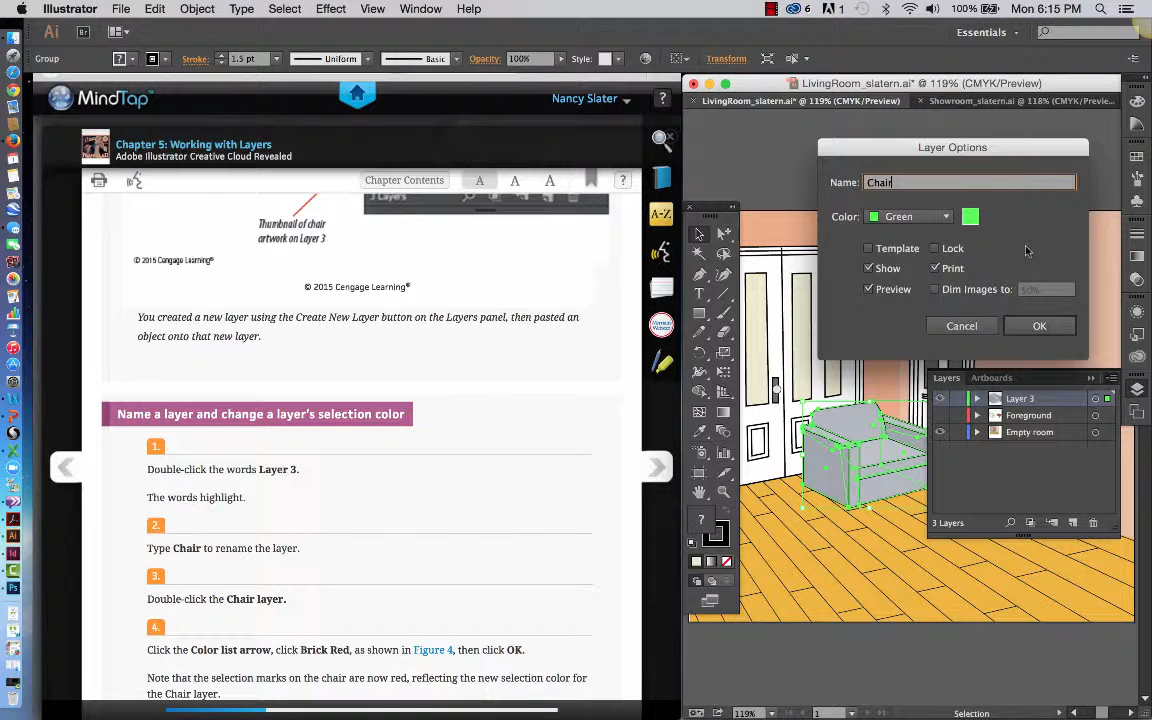 Illustrator File Edit Object Type Select Effect View Window Help
6 1 100% Mon 6:15 PM
Ai Br Essentials
Group ? Stroke: 1.5 pt Uniform Basic Opacity: 100% Style: Transform
MindTap™
Nancy Slater ?
Chapter 5: Working with Layers
Adobe Illustrator Creative Cloud Revealed
Chapter Contents A A A ?
Thumbnail of chair
artwork on Layer 3
© 2015 Cengage Learning®
© 2015 Cengage Learning®
You created a new layer using the Create New Layer button on the Layers panel, then pasted an
object onto that new layer.
Name a layer and change a layer's selection color
1.
Double-click the words Layer 3.
The words highlight.
2.
Type Chair to rename the layer.
3.
Double-click the Chair layer.
4.
Click the Color list arrow, click Brick Red, as shown in Figure 4, then click OK.
Note that the selection marks on the chair are now red, reflecting the new selection color for
the Chair layer.
A-Z
LivingRoom_slatern.ai* @ 119% (CMYK/Preview)
LivingRoom_slatern.ai* @ 119% (CMYK/Preview)
Showroom_slatern.ai @ 118% (CMYK/Previe...
Layer Options
Name: Chair
Color: Green
Template Lock
Show Print
Preview Dim Images to: 50%
Cancel OK
Layers Artboards
Layer 3
Foreground
Empty room
3 Layers
119% 1 Selection